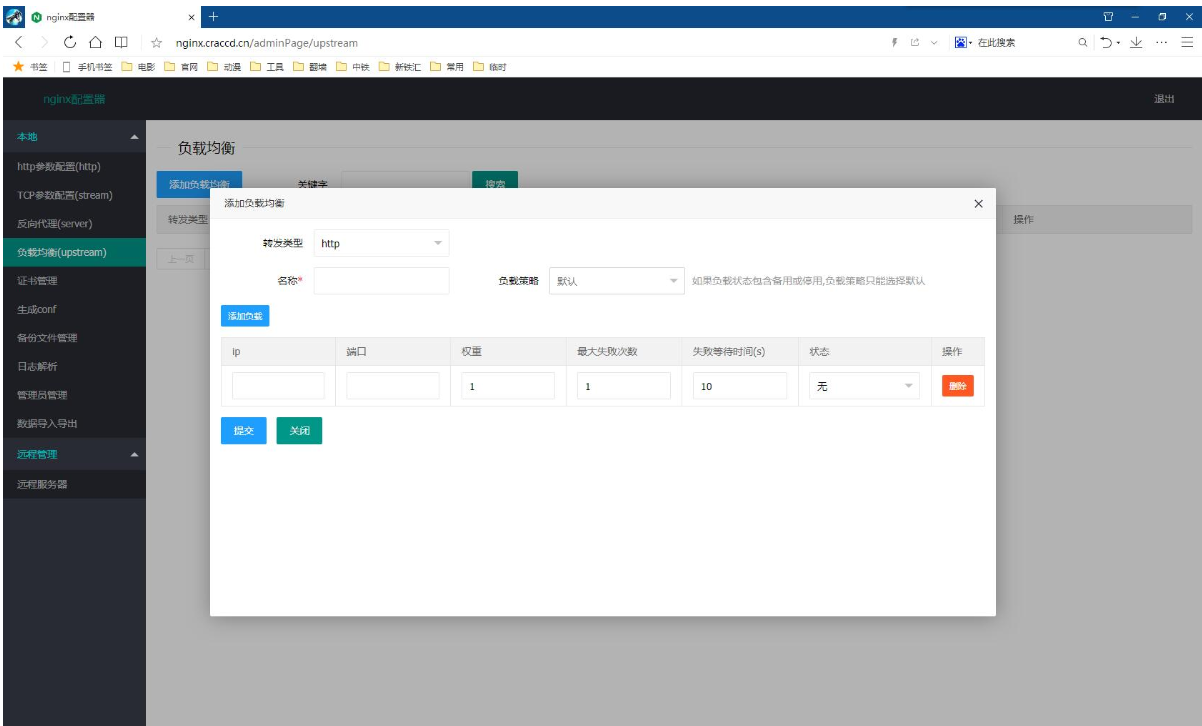 nginx配置器
nginx.craccd.cn/adminPage/upstream
在此搜索
书签 手机书签 电影 官网 动漫 工具 翻墙 中铁 新铁汇 常用 临时
nginx配置器 退出
本地
http参数配置(http)
TCP参数配置(stream)
反向代理(server)
负载均衡(upstream)
证书管理
生成conf
备份文件管理
日志解析
管理员管理
数据导入导出
远程管理
远程服务器
负载均衡
添加负载均衡 关键字 搜索
转发类型 操作
上一页
添加负载均衡
转发类型 http
名称* 负载策略 默认 如果负载状态包含备用或停用,负载策略只能选择默认
添加负载
ip 端口 权重 最大失败次数 失败等待时间(s) 状态 操作
1 1 10 无 删除
提交 关闭